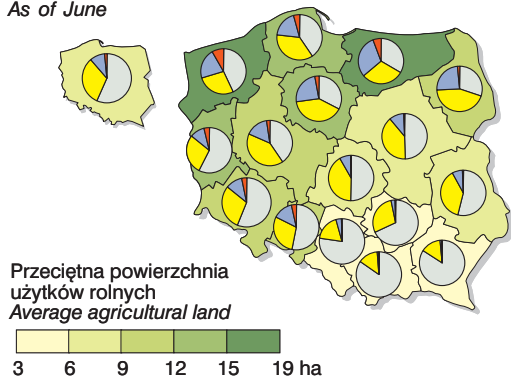 As of June
Przeciętna powierzchnia
użytków rolnych
Average agricultural land
3 6 9 12 15 19 ha